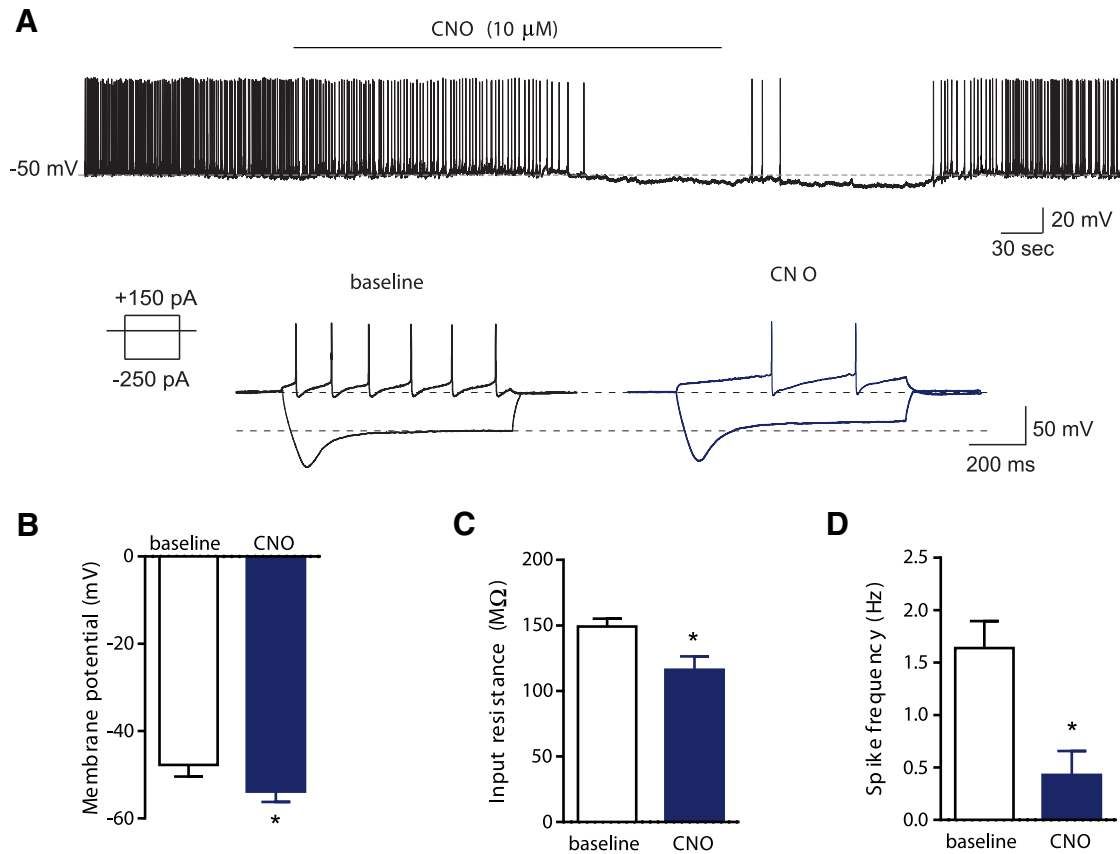 A
CNO (10 µM)
-50 mV
20 mV
30 sec
baseline
CNO
+150 pA
-250 pA
50 mV
200 ms
B
baseline
CNO
Membrane potential (mV)
0
-20
-40
-60
*
C
Input resistance (MΩ)
200
150
100
50
0
*
baseline
CNO
D
Spike frequency (Hz)
2.5
2.0
1.5
1.0
0.5
0.0
*
baseline
CNO